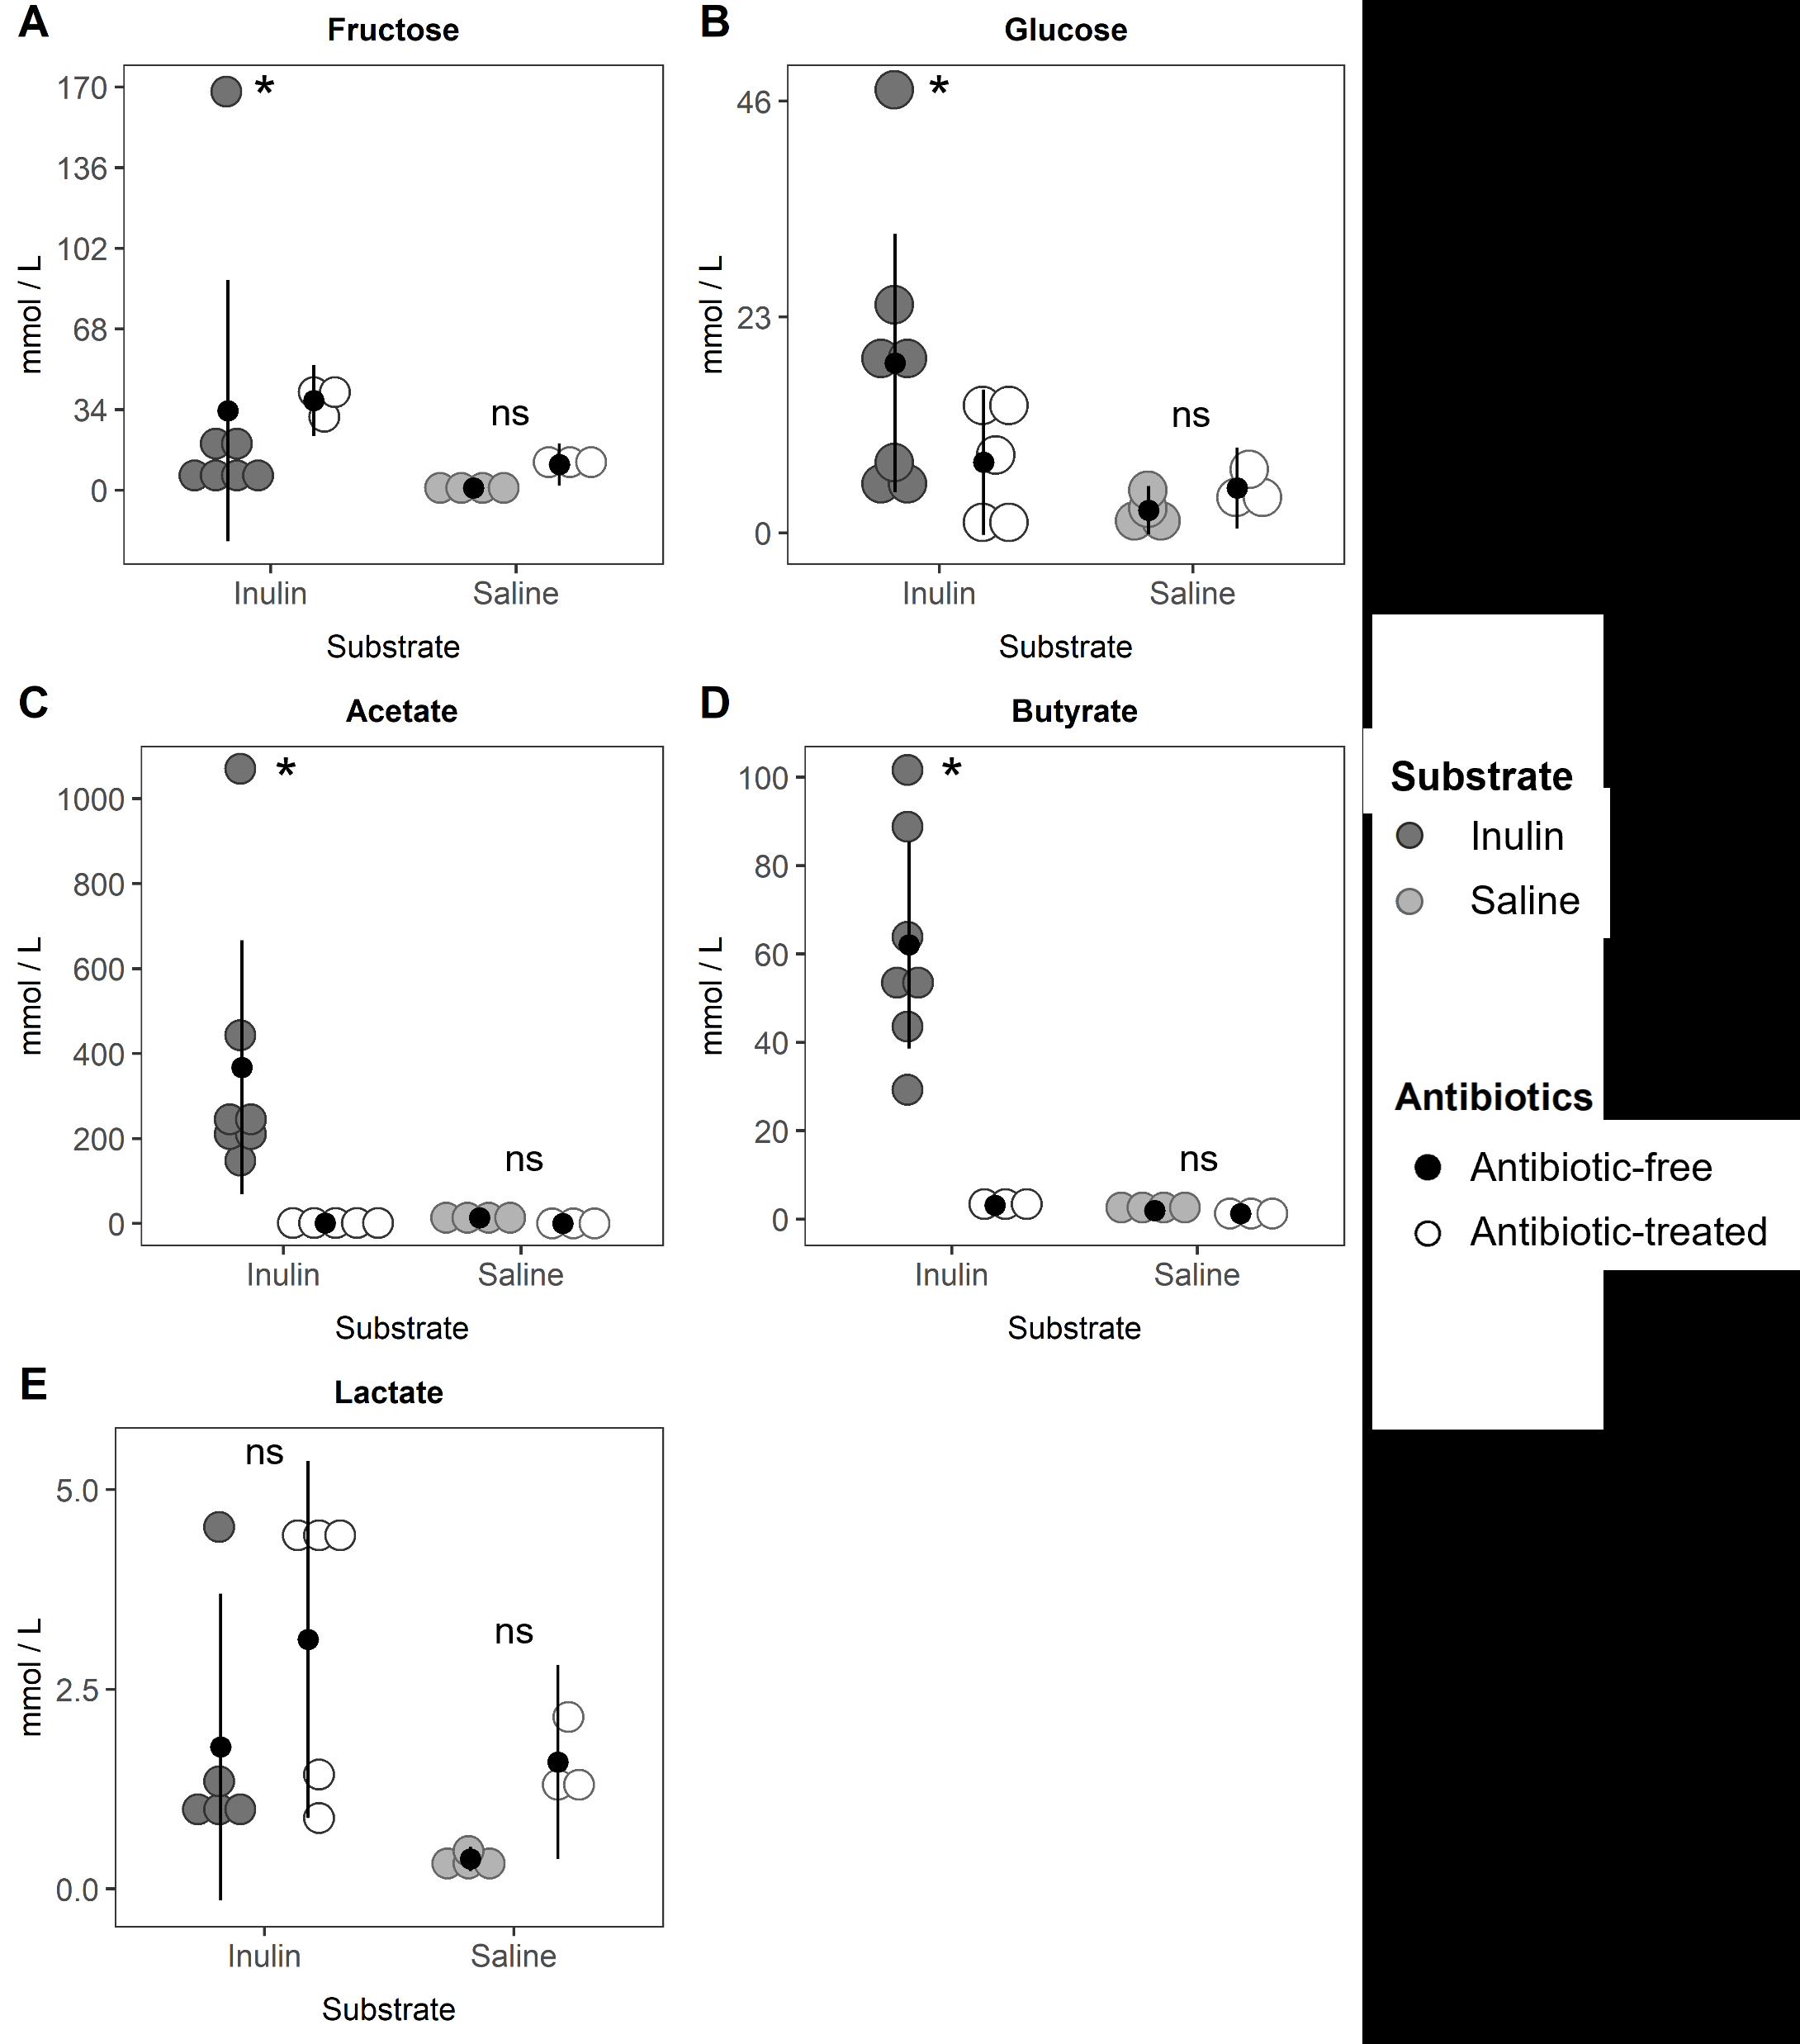 A
Fructose
170
136
102
68
34
0
mmol / L
*
ns
Inulin
Saline
Substrate
B
Glucose
46
23
0
mmol / L
*
ns
Inulin
Saline
Substrate
C
Acetate
1000
800
600
400
200
0
mmol / L
*
ns
Inulin
Saline
Substrate
D
Butyrate
100
80
60
40
20
0
mmol / L
*
ns
Inulin
Saline
Substrate
Substrate
Inulin
Saline
Antibiotics
Antibiotic-free
Antibiotic-treated
E
Lactate
5.0
2.5
0.0
mmol / L
ns
ns
Inulin
Saline
Substrate